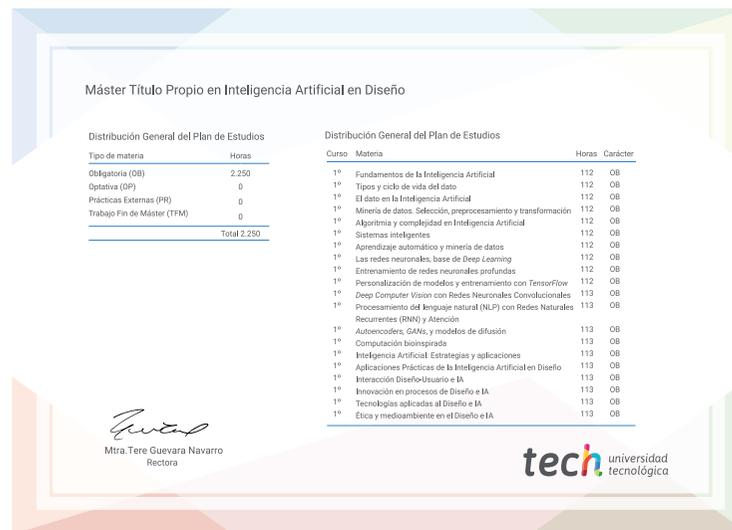 Máster Título Propio en Inteligencia Artificial en Diseño
Distribución General del Plan de Estudios
Tipo de materia Horas
Obligatoria (OB) 2.250
Optativa (OP) 0
Prácticas Externas (PR) 0
Trabajo Fin de Máster (TFM) 0
Total 2.250
Distribución General del Plan de Estudios
Curso Materia Horas Carácter
1º Fundamentos de la Inteligencia Artificial 112 OB
1º Tipos y ciclo de vida del dato 112 OB
1º El dato en la Inteligencia Artificial 112 OB
1º Minería de datos. Selección, preprocesamiento y transformación 112 OB
1º Algoritmia y complejidad en Inteligencia Artificial 112 OB
1º Sistemas inteligentes 112 OB
1º Aprendizaje automático y minería de datos 112 OB
1º Las redes neuronales, base de Deep Learning 112 OB
1º Entrenamiento de redes neuronales profundas 112 OB
1º Personalización de modelos y entrenamiento con TensorFlow 112 OB
1º Deep Computer Vision con Redes Neuronales Convolucionales 113 OB
1º Procesamiento del lenguaje natural (NLP) con Redes Naturales 113 OB
Recurrentes (RNN) y Atención
1º Autoencoders, GANs, y modelos de difusión 113 OB
1º Computación bioinspirada 113 OB
1º Inteligencia Artificial: Estrategias y aplicaciones 113 OB
1º Aplicaciones Prácticas de la Inteligencia Artificial en Diseño 113 OB
1º Interacción Diseño-Usuario e IA 113 OB
1º Innovación en procesos de Diseño e IA 113 OB
1º Tecnologías aplicadas al Diseño e IA 113 OB
1º Ética y medioambiente en el Diseño e IA 113 OB
Mtra.Tere Guevara Navarro
Rectora
tech universidad
tecnológica